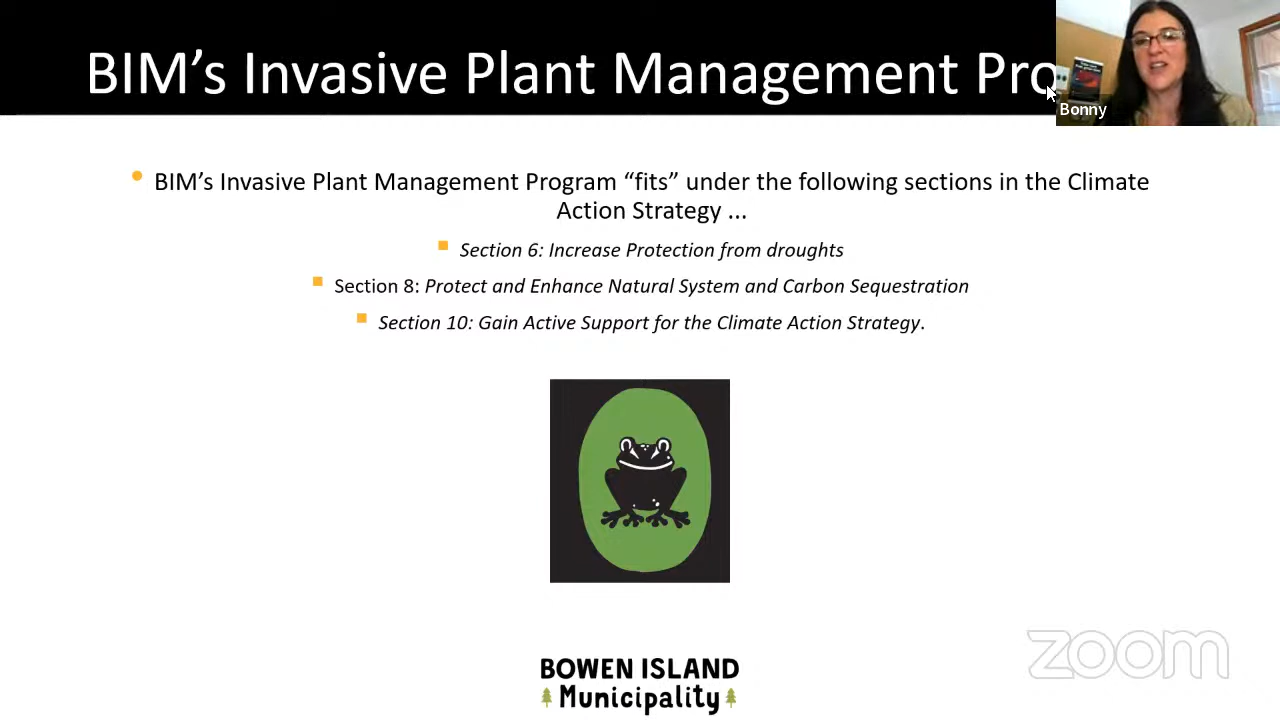 BIM’s Invasive Plant Management Pro
Bonny
BIM’s Invasive Plant Management Program “fits” under the following sections in the Climate
Action Strategy ...
Section 6: Increase Protection from droughts
Section 8: Protect and Enhance Natural System and Carbon Sequestration
Section 10: Gain Active Support for the Climate Action Strategy.
zoom
BOWEN ISLAND
Municipality